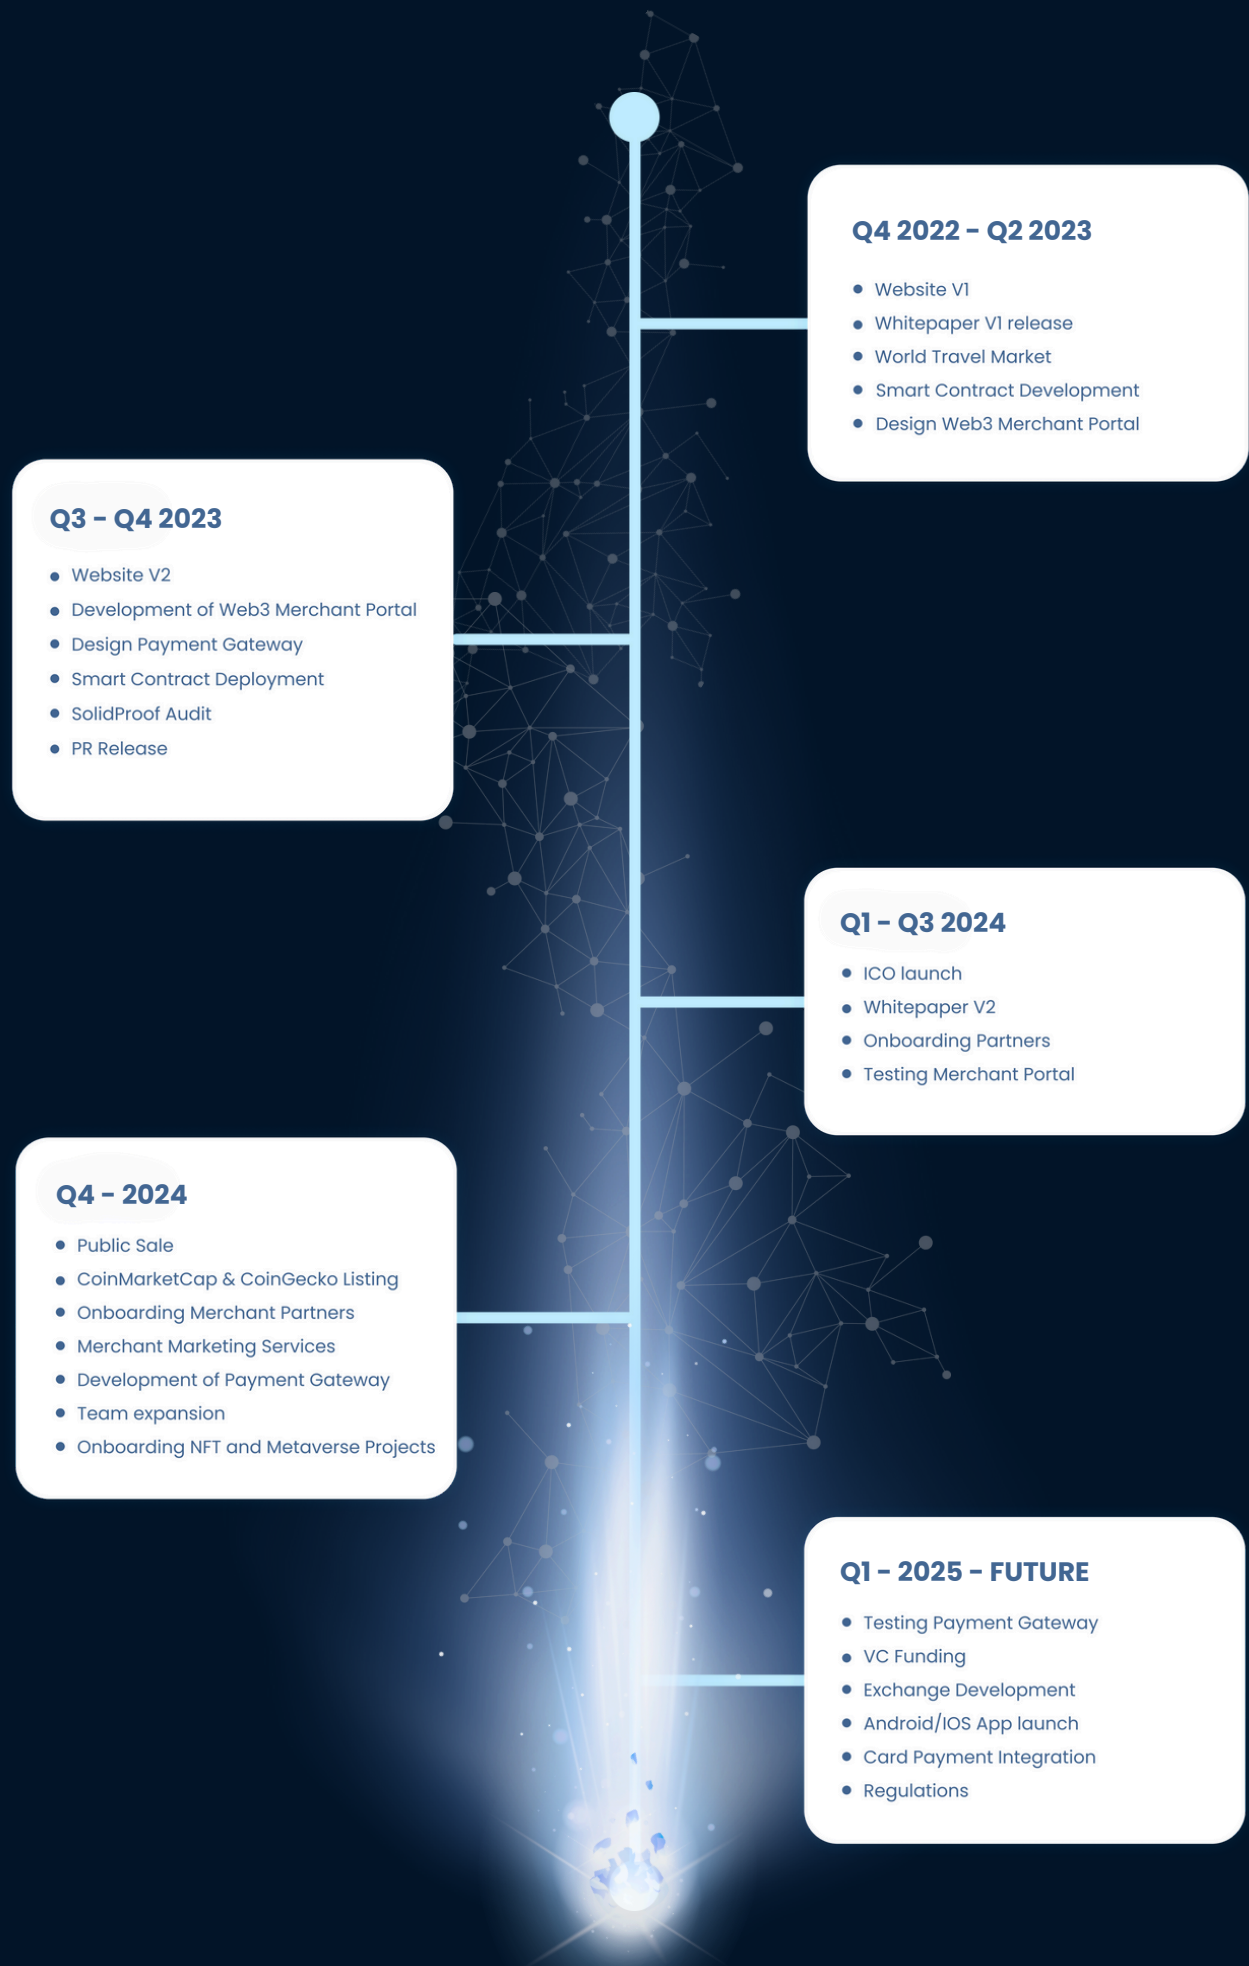 Q4 2022 - Q2 2023
Website V1
Whitepaper V1 release
World Travel Market
Smart Contract Development
Design Web3 Merchant Portal
Q3 - Q4 2023
Website V2
Development of Web3 Merchant Portal
Design Payment Gateway
Smart Contract Deployment
SolidProof Audit
PR Release
Q1 - Q3 2024
ICO launch
Whitepaper V2
Onboarding Partners
Testing Merchant Portal
Q4 - 2024
Public Sale
CoinMarketCap & CoinGecko Listing
Onboarding Merchant Partners
Merchant Marketing Services
Development of Payment Gateway
Team expansion
Onboarding NFT and Metaverse Projects
Q1 - 2025 - FUTURE
Testing Payment Gateway
VC Funding
Exchange Development
Android/IOS App launch
Card Payment Integration
Regulations